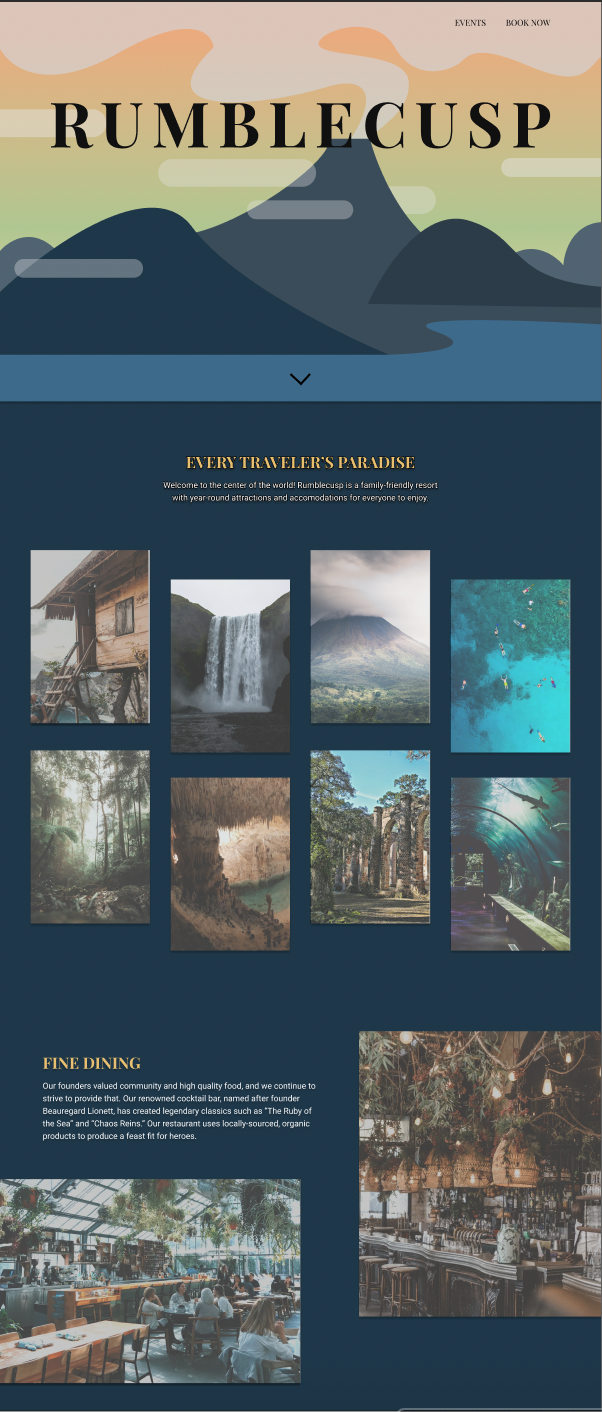 EVENTS BOOK NOW
RUMBLECUSP
EVERY TRAVELER'S PARADISE
Welcome to the center of the world! Rumblecusp is a family-friendly resort
with year-round attractions and accomodations for everyone to enjoy.
FINE DINING
Our founders valued community and high quality food, and we continue to
strive to provide that. Our renowned cocktail bar, named after founder
Beauregard Lionett, has created legendary classics such as "The Ruby of
the Sea" and "Chaos Reins." Our restaurant uses locally-sourced, organic
products to produce a feast fit for heroes.